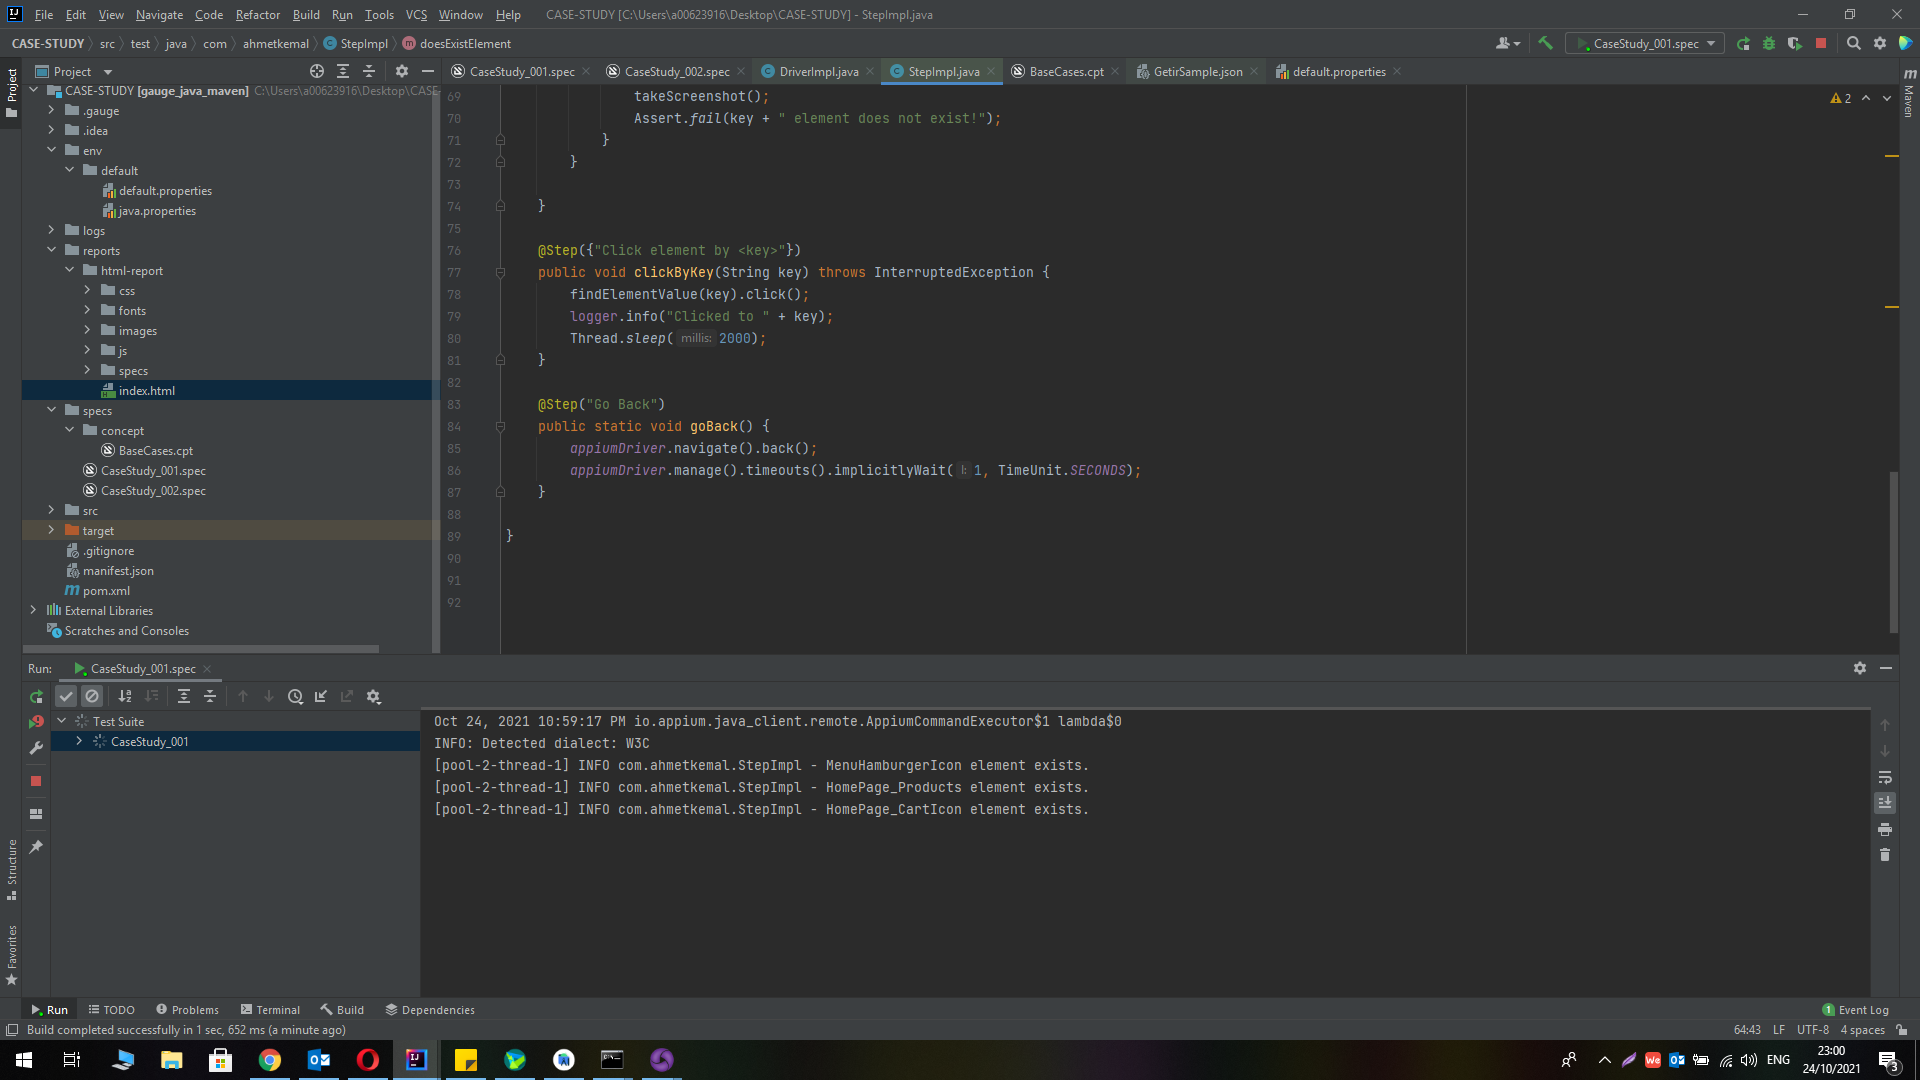 File Edit View Navigate Code Refactor Build Run Tools VCS Window Help CASE-STUDY [C:\Users\a00623916\Desktop\CASE-STUDY] - StepImpl.java
CASE-STUDY src test java com ahmetkemal StepImpl doesExistElement
CaseStudy_001.spec
Project
CaseStudy_001.spec CaseStudy_002.spec DriverImpl.java StepImpl.java BaseCases.cpt GetirSample.json default.properties
Project
Maven
CASE-STUDY [gauge_java_maven] C:\Users\a00623916\Desktop\CASE-
.gauge
.idea
env
default
default.properties
java.properties
logs
reports
html-report
css
fonts
images
js
specs
index.html
specs
concept
BaseCases.cpt
CaseStudy_001.spec
CaseStudy_002.spec
src
target
.gitignore
manifest.json
pom.xml
External Libraries
Scratches and Consoles
2
69 takeScreenshot();
70 Assert.fail(key + " element does not exist!");
71 }
72 }
73
74 }
75
76 @Step({"Click element by <key>"})
77 public void clickByKey(String key) throws InterruptedException {
78 findElementValue(key).click();
79 logger.info("Clicked to " + key);
80 Thread.sleep( millis: 2000);
81 }
82
83 @Step("Go Back")
84 public static void goBack() {
85 appiumDriver.navigate().back();
86 appiumDriver.manage().timeouts().implicitlyWait( l: 1, TimeUnit.SECONDS);
87 }
88
89 }
90
91
92
Run: CaseStudy_001.spec
Test Suite
CaseStudy_001
Oct 24, 2021 10:59:17 PM io.appium.java_client.remote.AppiumCommandExecutor$1 lambda$0
INFO: Detected dialect: W3C
[pool-2-thread-1] INFO com.ahmetkemal.StepImpl - MenuHamburgerIcon element exists.
[pool-2-thread-1] INFO com.ahmetkemal.StepImpl - HomePage_Products element exists.
[pool-2-thread-1] INFO com.ahmetkemal.StepImpl - HomePage_CartIcon element exists.
Structure
Favorites
Run TODO Problems Terminal Build Dependencies
1 Event Log
Build completed successfully in 1 sec, 652 ms (a minute ago)
64:43 LF UTF-8 4 spaces
ENG
23:00
24/10/2021
3